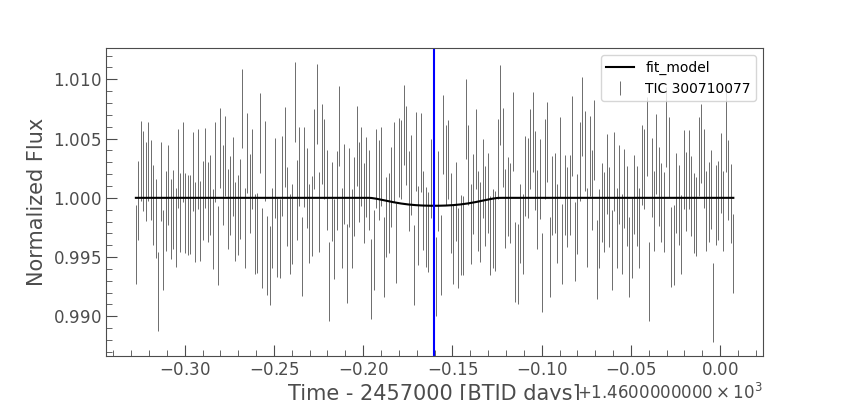 fit_model
TIC 300710077
Normalized Flux
1.010
1.005
1.000
0.995
0.990
−0.30 −0.25 −0.20 −0.15 −0.10 −0.05 0.00
Time - 2457000 [BTJD days]
+1.4600000000 × 10³